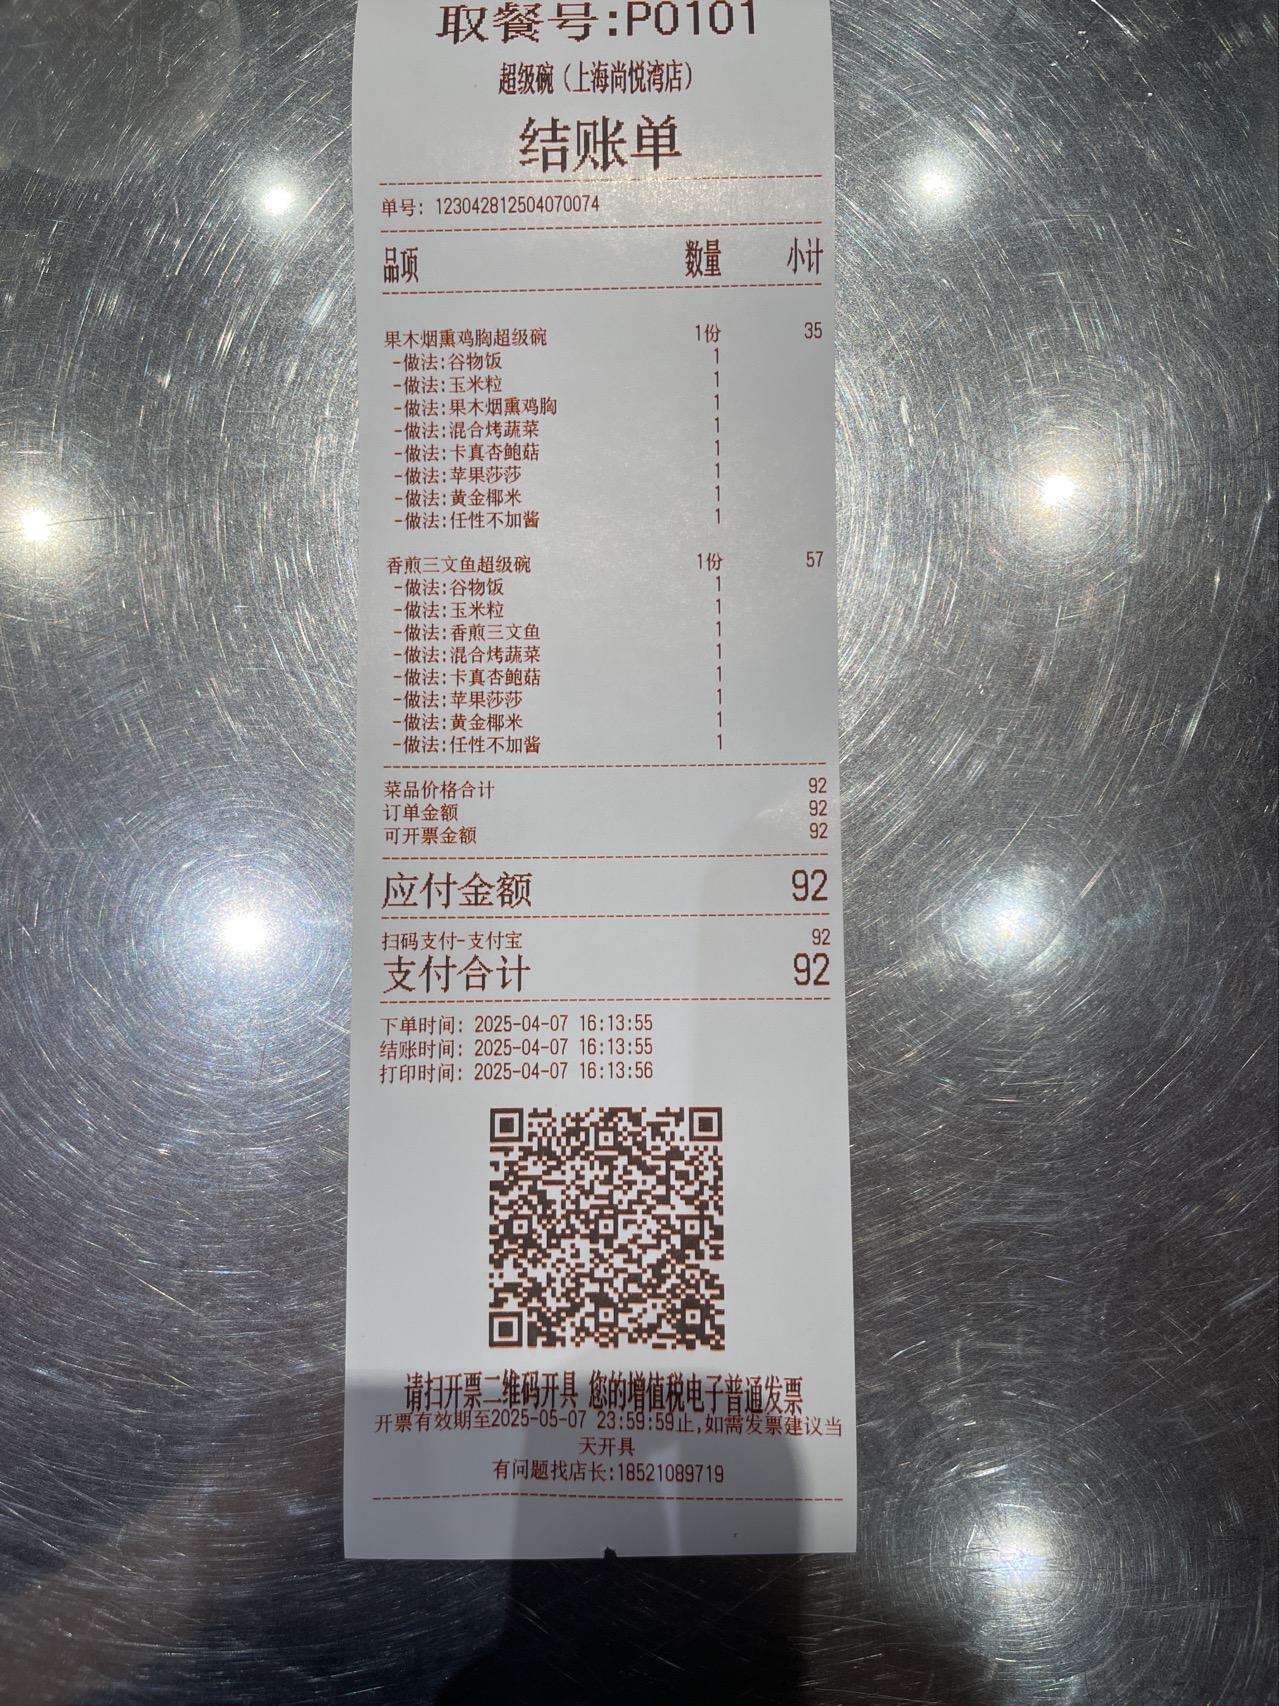 取餐号:P0101
超级碗（上海尚悦湾店）
结账单
单号: 123042812504070074
品项 数量 小计
果木烟熏鸡胸超级碗 1份 35
-做法:谷物饭 1
-做法:玉米粒 1
-做法:果木烟熏鸡胸 1
-做法:混合烤蔬菜 1
-做法:卡真杏鲍菇 1
-做法:苹果莎莎 1
-做法:黄金椰米 1
-做法:任性不加酱 1
香煎三文鱼超级碗 1份 57
-做法:谷物饭 1
-做法:玉米粒 1
-做法:香煎三文鱼 1
-做法:混合烤蔬菜 1
-做法:卡真杏鲍菇 1
-做法:苹果莎莎 1
-做法:黄金椰米 1
-做法:任性不加酱 1
菜品价格合计 92
订单金额 92
可开票金额 92
应付金额 92
扫码支付-支付宝 92
支付合计 92
下单时间: 2025-04-07 16:13:55
结账时间: 2025-04-07 16:13:55
打印时间: 2025-04-07 16:13:56
请扫开票二维码开具 您的增值税电子普通发票
开票有效期至2025-05-07 23:59:59止,如需发票建议当
天开具
有问题找店长:18521089719